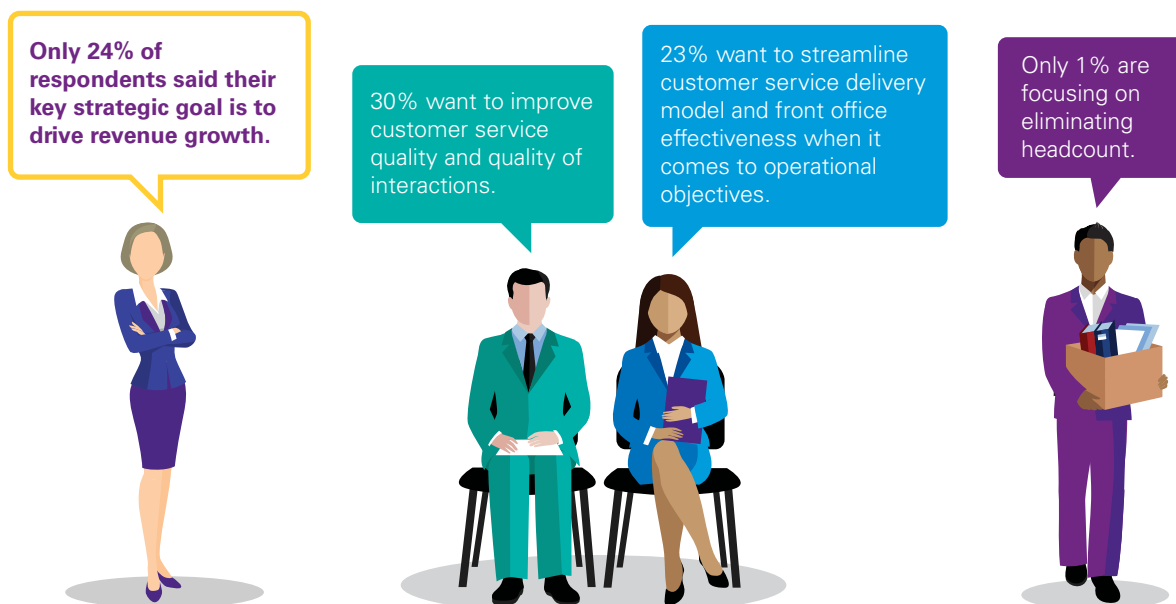 Only 24% of
respondents said their
key strategic goal is to
drive revenue growth.
30% want to improve
customer service
quality and quality of
interactions.
23% want to streamline
customer service delivery
model and front office
effectiveness when it
comes to operational
objectives.
Only 1% are
focusing on
eliminating
headcount.